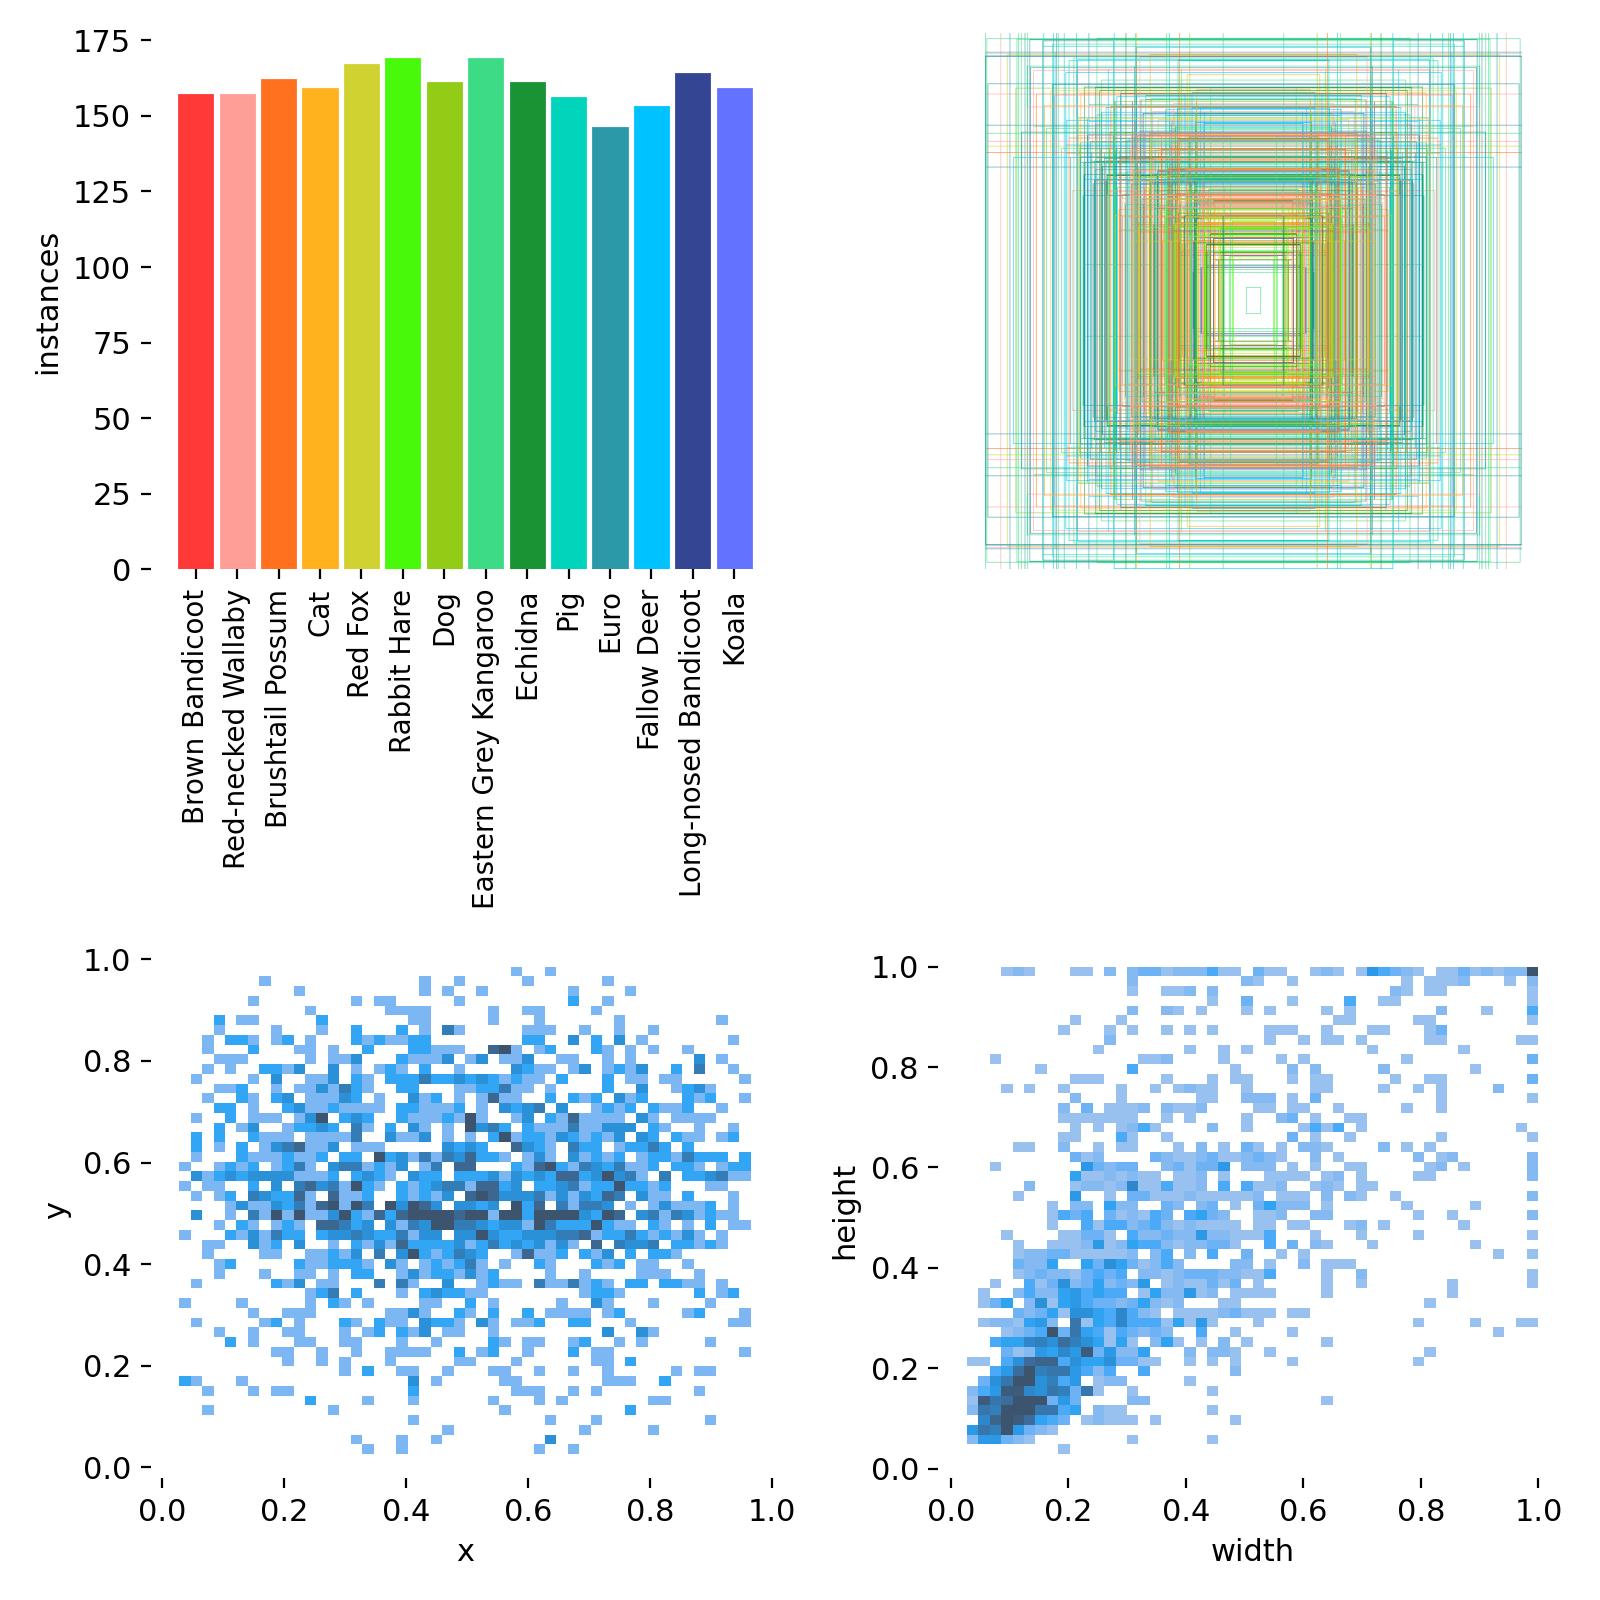 175
150
125
100
75
50
25
0
instances
Brown Bandicoot
Red-necked Wallaby
Brushtail Possum
Cat
Red Fox
Rabbit Hare
Dog
Eastern Grey Kangaroo
Echidna
Pig
Euro
Fallow Deer
Long-nosed Bandicoot
Koala
1.0
0.8
0.6
0.4
0.2
0.0
y
0.0 0.2 0.4 0.6 0.8 1.0
x
1.0
0.8
0.6
0.4
0.2
0.0
height
0.0 0.2 0.4 0.6 0.8 1.0
width